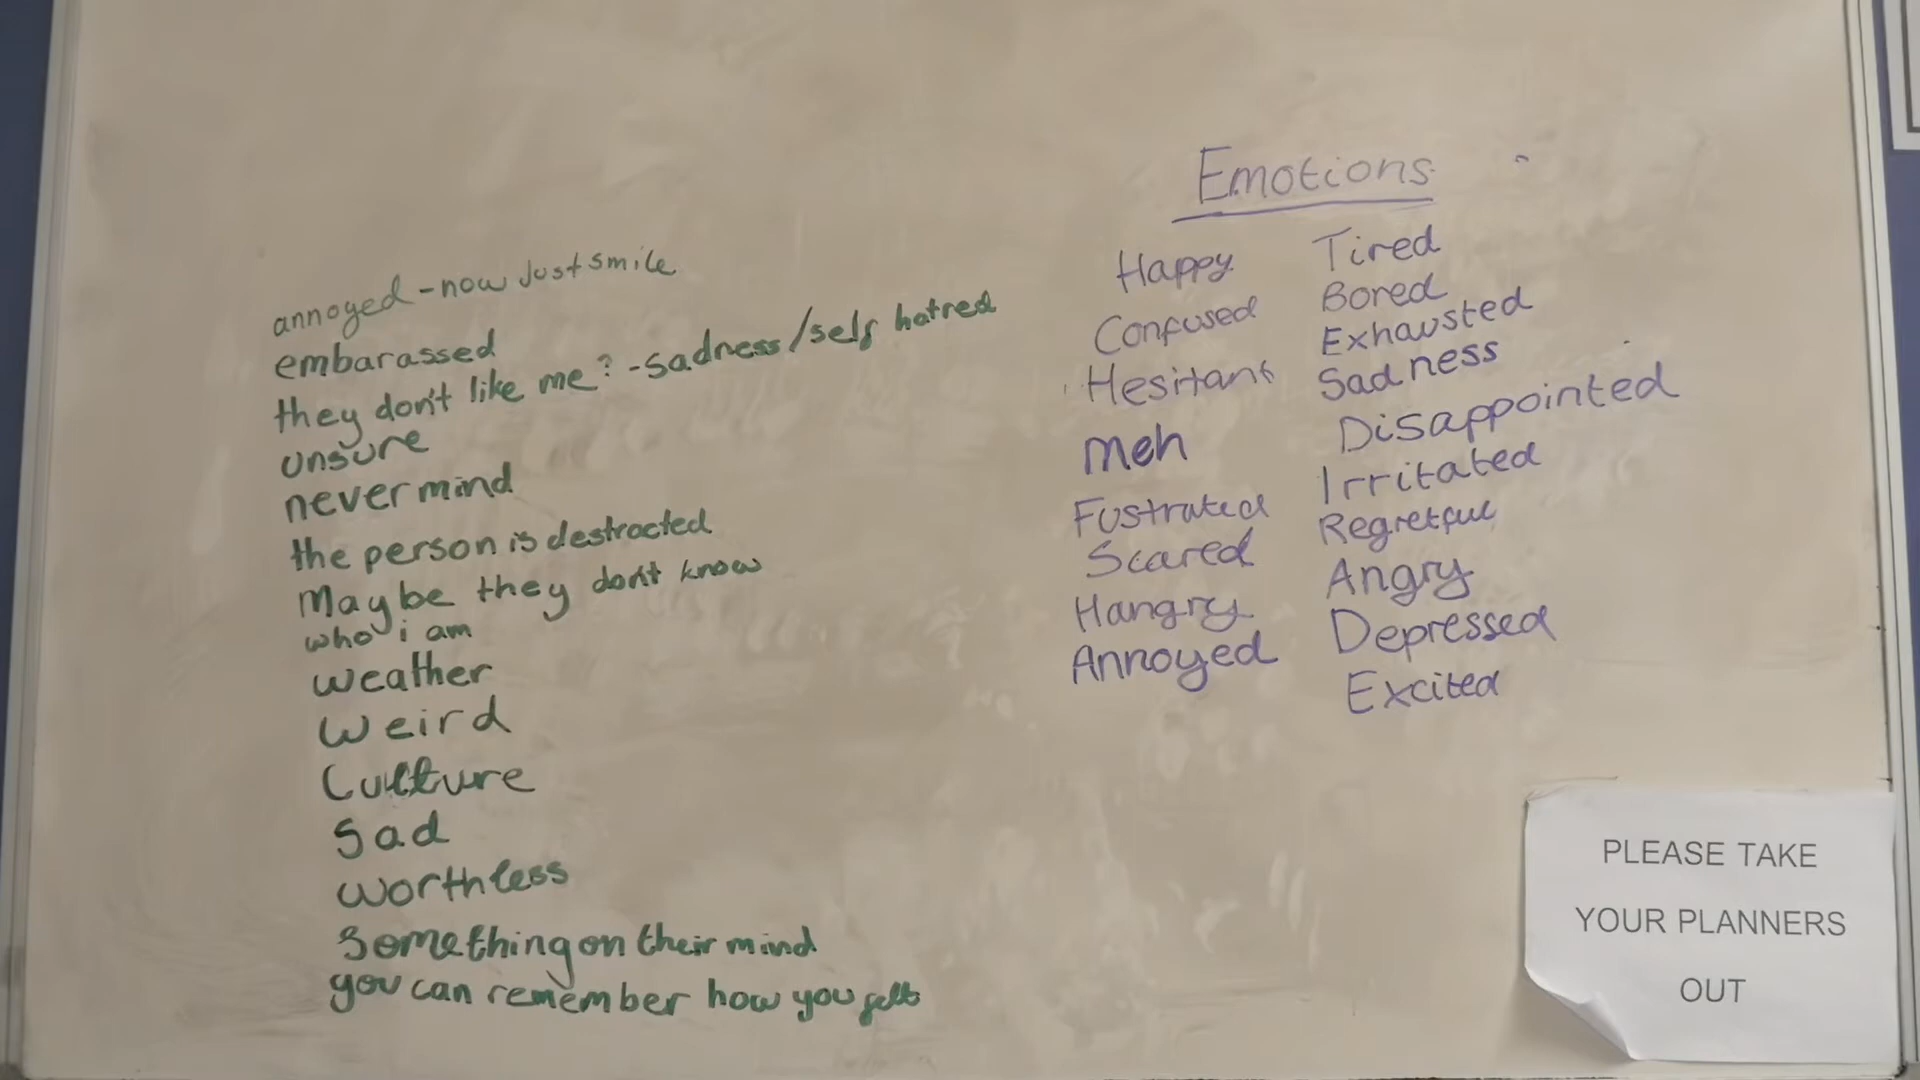 annoyed - now just smile
embarassed
they don't like me? - sadness/self hatred
unsure
nevermind
the person is destracted
Maybe they don't know
who i am
weather
weird
Culture
Sad
worthless
Something on their mind
you can remember how you felt
Emotions
Happy
Confused
Hesitant
meh
Fustrated
Scared
Hangry
Annoyed
Tired
Bored
Exhausted
Sadness
Disappointed
Irritated
Regretful
Angry
Depressed
Excited
PLEASE TAKE
YOUR PLANNERS
OUT